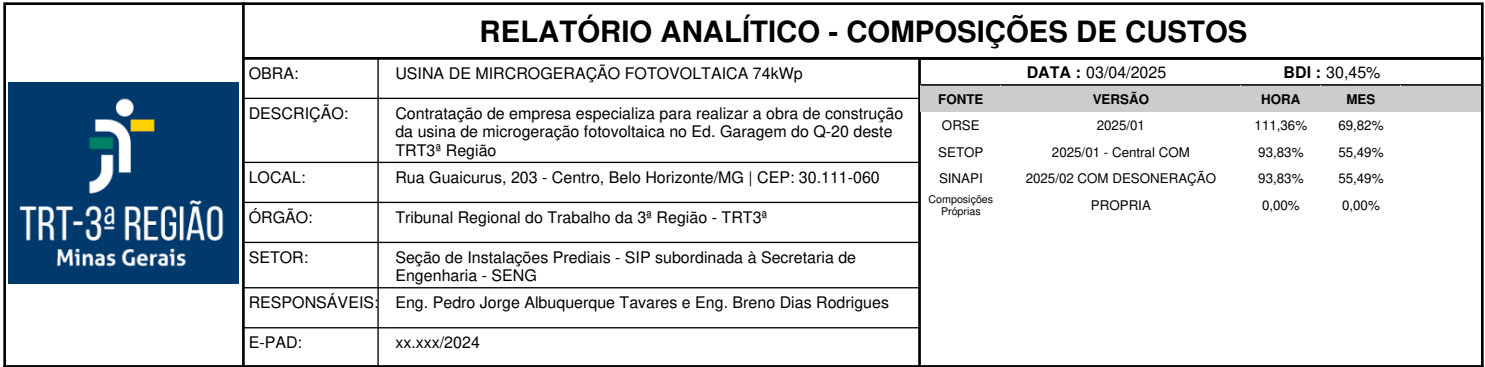 RELATÓRIO ANALÍTICO - COMPOSIÇÕES DE CUSTOS
TRT-3ª REGIÃO
Minas Gerais
OBRA: USINA DE MIRCROGERAÇÃO FOTOVOLTAICA 74kWp
DESCRIÇÃO: Contratação de empresa especializa para realizar a obra de construção
da usina de microgeração fotovoltaica no Ed. Garagem do Q-20 deste
TRT3ª Região
LOCAL: Rua Guaicurus, 203 - Centro, Belo Horizonte/MG | CEP: 30.111-060
ÓRGÃO: Tribunal Regional do Trabalho da 3ª Região - TRT3ª
SETOR: Seção de Instalações Prediais - SIP subordinada à Secretaria de
Engenharia - SENG
RESPONSÁVEIS: Eng. Pedro Jorge Albuquerque Tavares e Eng. Breno Dias Rodrigues
E-PAD: xx.xxx/2024
DATA : 03/04/2025 BDI : 30,45%
FONTE VERSÃO HORA MES
ORSE 2025/01 111,36% 69,82%
SETOP 2025/01 - Central COM 93,83% 55,49%
SINAPI 2025/02 COM DESONERAÇÃO 93,83% 55,49%
Composições
Próprias PROPRIA 0,00% 0,00%